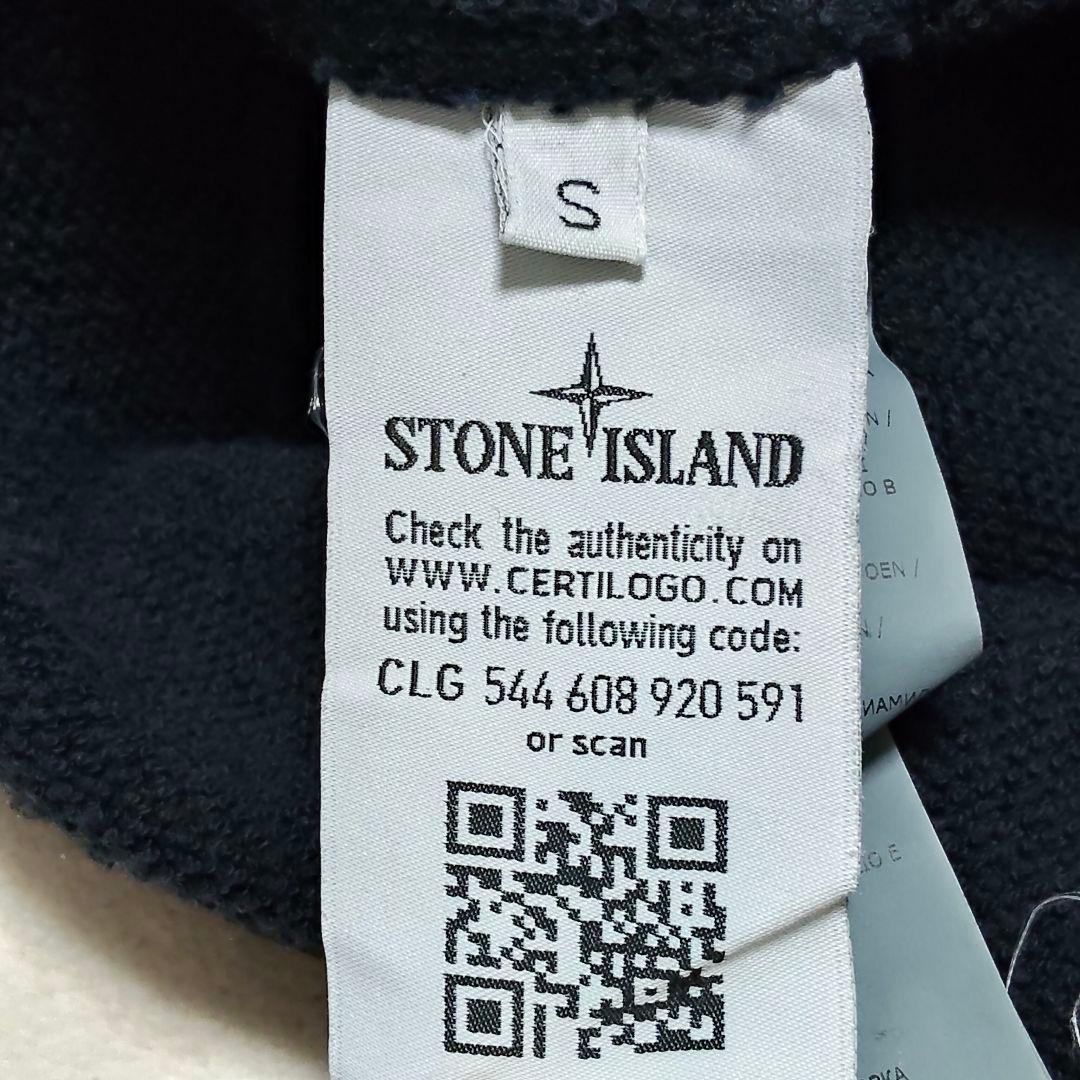 S
STONE ISLAND
Check the authenticity on
WWW.CERTILOGO.COM
using the following code:
CLG 544 608 920 591
or scan